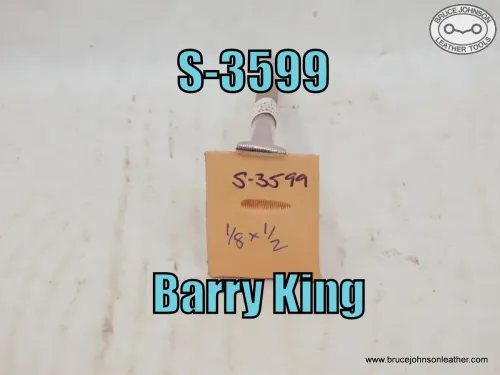 BRUCE JOHNSON
LEATHER TOOLS
S-3599
S-3599
1/8 x 1/2
Barry King
www.brucejohnsonleather.com